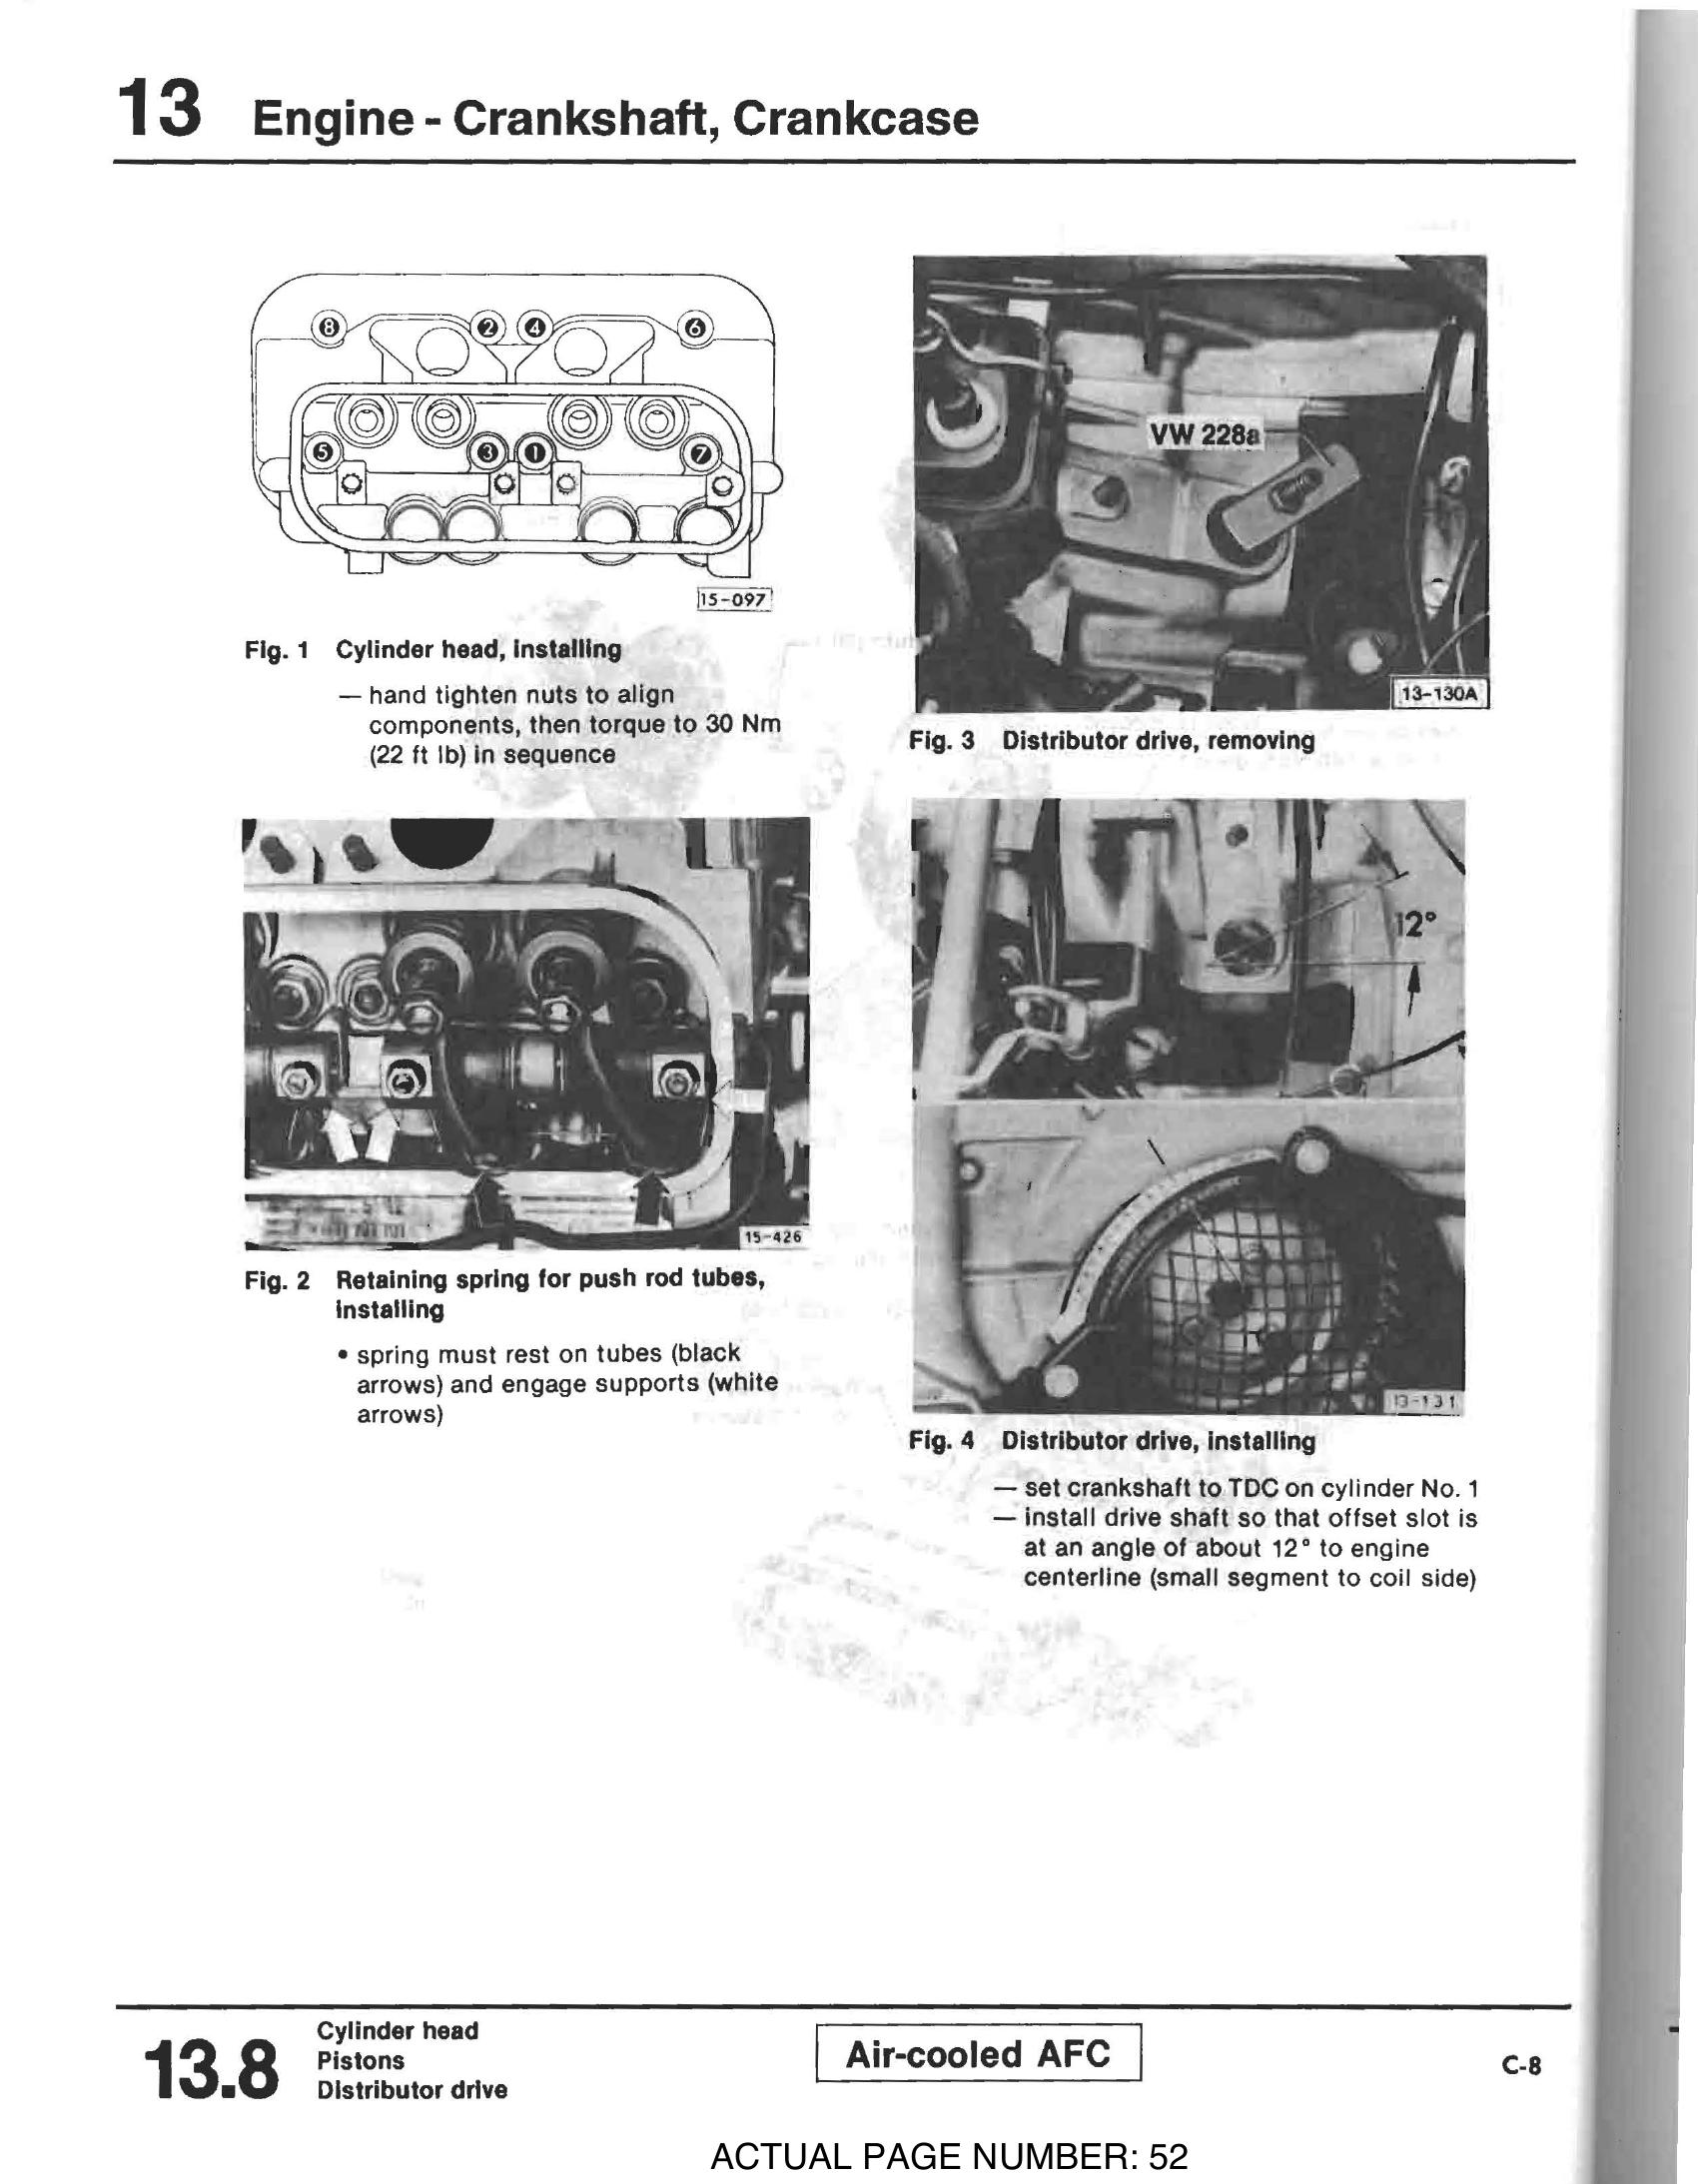 13 Engine - Crankshaft, Crankcase
8 2 4 6
5 3 1 7
15-097
Fig. 1 Cylinder head, installing
— hand tighten nuts to align
components, then torque to 30 Nm
(22 ft lb) in sequence
15-426
Fig. 2 Retaining spring for push rod tubes,
installing
• spring must rest on tubes (black
arrows) and engage supports (white
arrows)
VW 228a
13-130A
Fig. 3 Distributor drive, removing
12°
13-131
Fig. 4 Distributor drive, installing
— set crankshaft to TDC on cylinder No. 1
— install drive shaft so that offset slot is
at an angle of about 12° to engine
centerline (small segment to coil side)
13.8
Cylinder head
Pistons
Distributor drive
Air-cooled AFC
C-8
ACTUAL PAGE NUMBER: 52